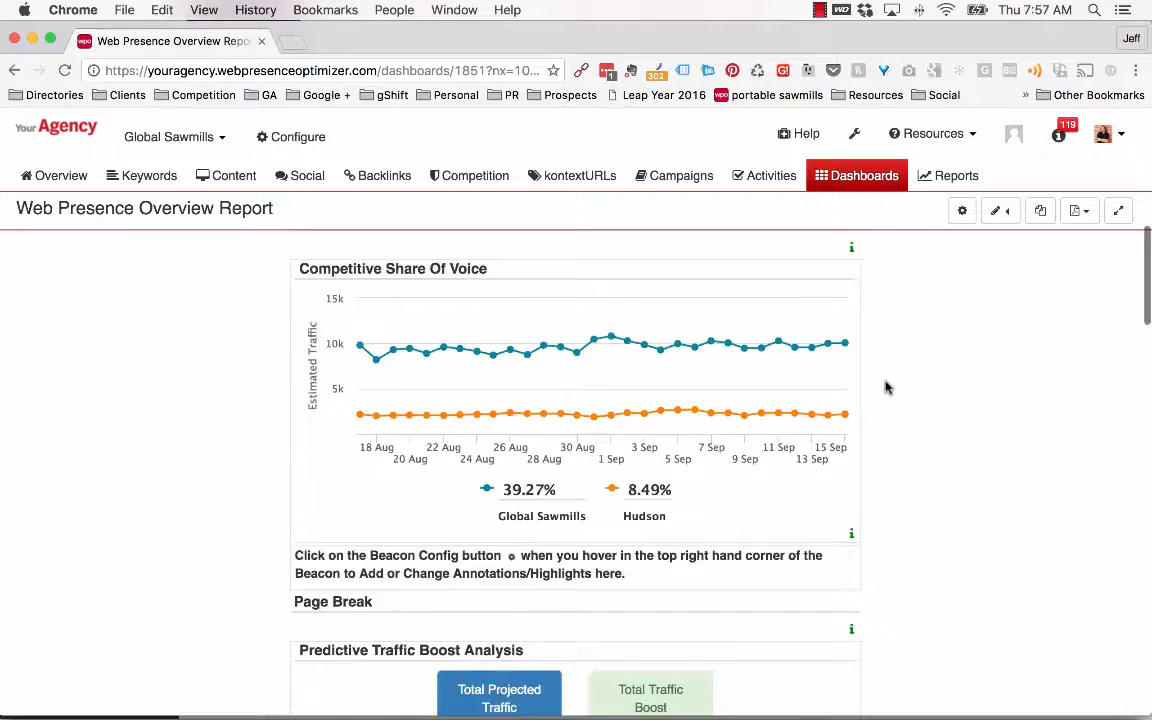 Chrome File Edit View History Bookmarks People Window Help WD Thu 7:57 AM
wpo Web Presence Overview Repo × Jeff
https://youragency.webpresenceoptimizer.com/dashboards/1851?nx=10... 1 302
Directories Clients Competition GA Google + gShift Personal PR Prospects Leap Year 2016 wpo portable sawmills Resources Social » Other Bookmarks
Your Agency Global Sawmills Configure Help Resources 119
Overview Keywords Content Social Backlinks Competition kontextURLs Campaigns Activities Dashboards Reports
Web Presence Overview Report
Competitive Share Of Voice
15k
10k
5k
Estimated Traffic
18 Aug 22 Aug 26 Aug 30 Aug 3 Sep 7 Sep 11 Sep 15 Sep
20 Aug 24 Aug 28 Aug 1 Sep 5 Sep 9 Sep 13 Sep
39.27% 8.49%
Global Sawmills Hudson
Click on the Beacon Config button when you hover in the top right hand corner of the
Beacon to Add or Change Annotations/Highlights here.
Page Break
Predictive Traffic Boost Analysis
Total Projected Total Traffic
Traffic Boost